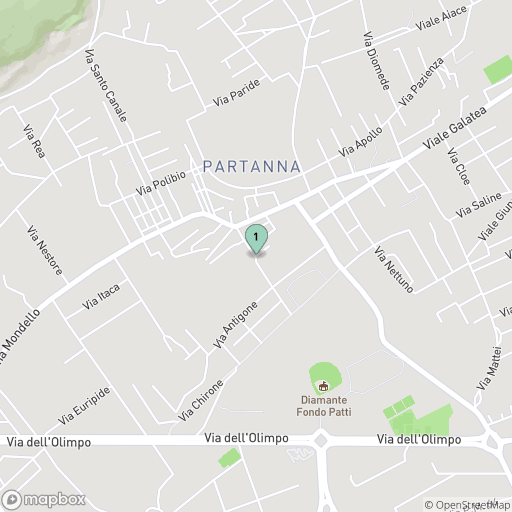 Viale Aiace
Via Santo Canale
Via Diomede
Via Pazienza
Via Paride
Viale Galatea
Via Rea
Via Apollo
PARTANNA
Via Cloe
Via Polibio
Via Saline
Viale Giun
1
Via Nestore
Via Nettuno
Via Itaca
Via Antigone
a Mondello
Via Mattei
Diamante
Fondo Patti
Via Chirone
Via Euripide
Via dell'Olimpo
Via dell'Olimpo
Via dell'Olimpo
mapbox
© OpenStreetMap